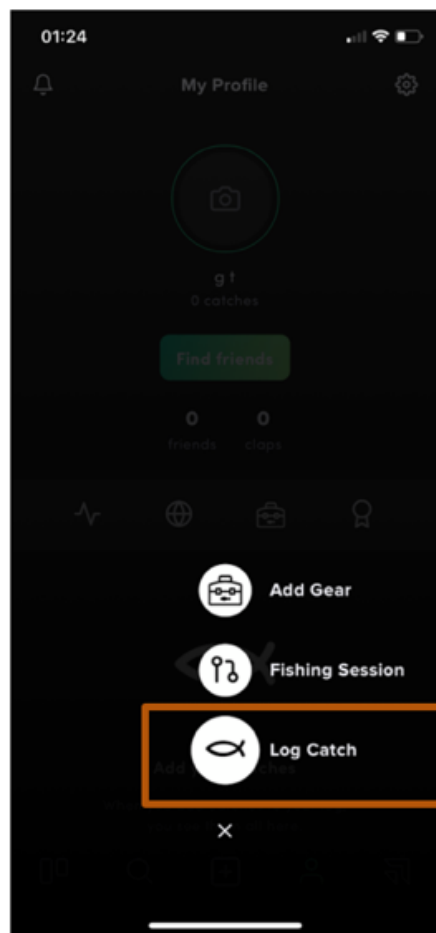 01:24
My Profile
g t
0 catches
Find friends
0 0
friends claps
Add Gear
Fishing Session
Log Catch